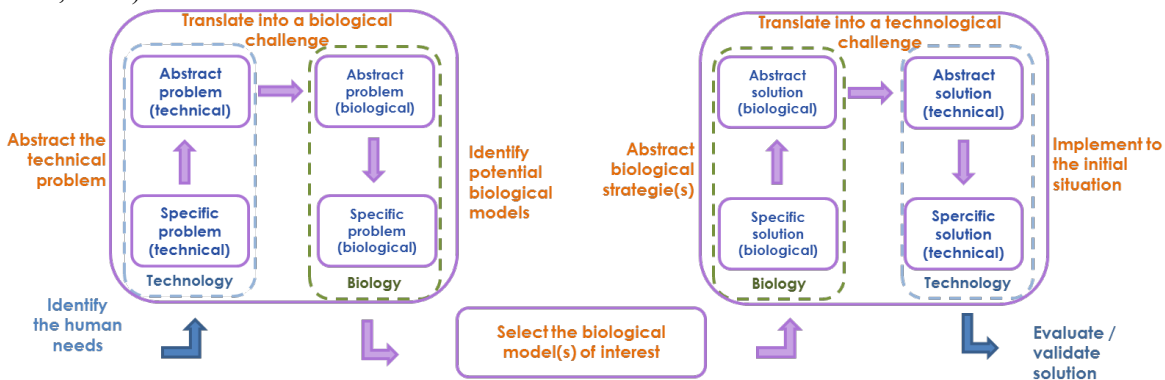 Translate into a biological
challenge
Abstract
problem
(technical)
Abstract
problem
(biological)
Abstract the
technical
problem
Identify
potential
biological
models
Specific
problem
(technical)
Specific
problem
(biological)
Technology
Biology
Identify
the human
needs
Select the biological
model(s) of interest
Translate into a technological
challenge
Abstract
solution
(biological)
Abstract
solution
(technical)
Abstract
biological
strategie(s)
Implement to
the initial
situation
Specific
solution
(biological)
Spercific
solution
(technical)
Biology
Technology
Evaluate /
validate
solution